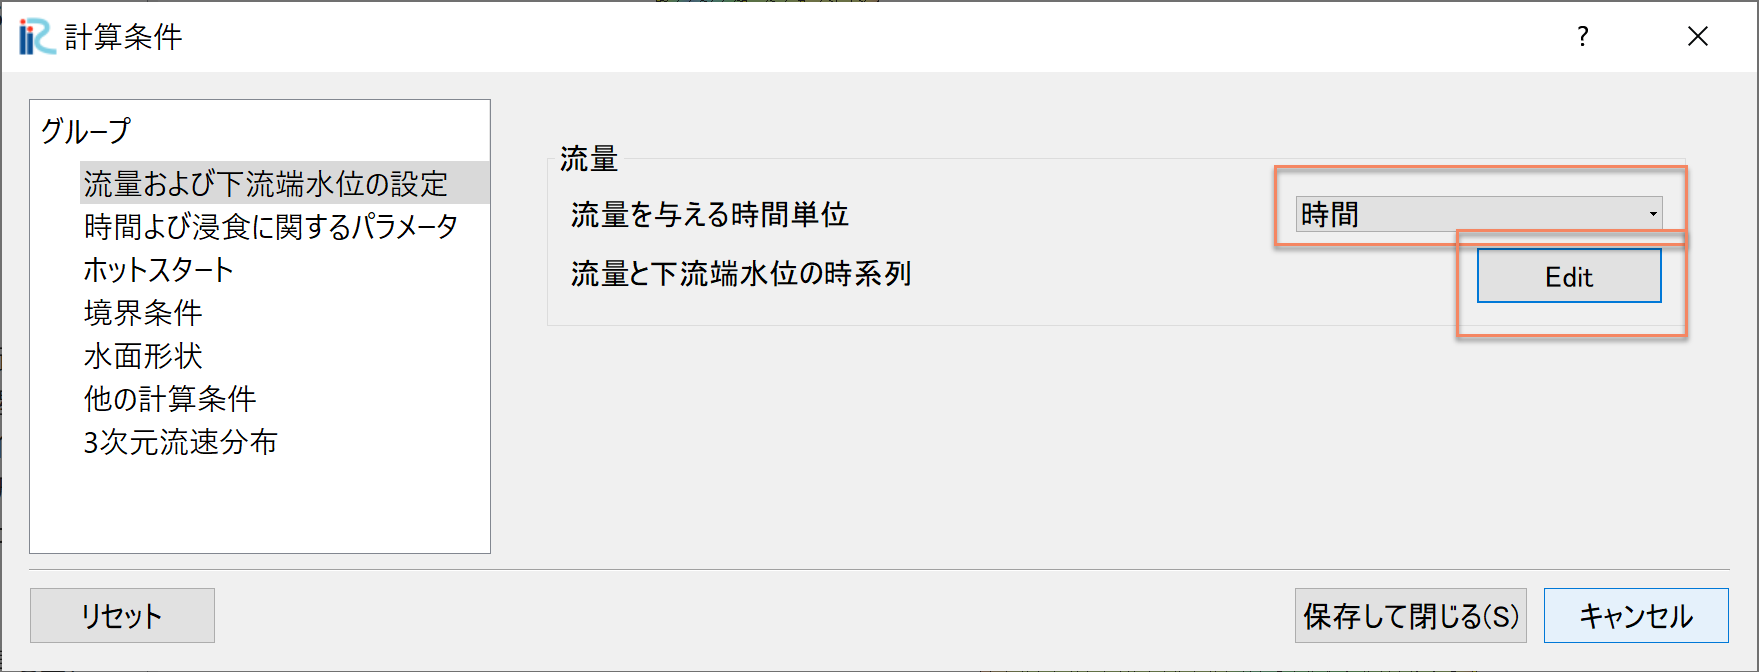 計算条件
?
グループ
流量および下流端水位の設定
時間よび浸食に関するパラメータ
ホットスタート
境界条件
水面形状
他の計算条件
3次元流速分布
流量
流量を与える時間単位
時間
流量と下流端水位の時系列
Edit
リセット
保存して閉じる(S)
キャンセル